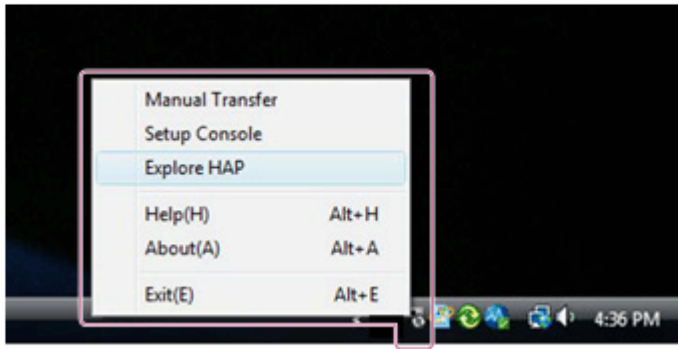 Manual Transfer
Setup Console
Explore HAP
Help(H) Alt+H
About(A) Alt+A
Exit(E) Alt+E
4:36 PM